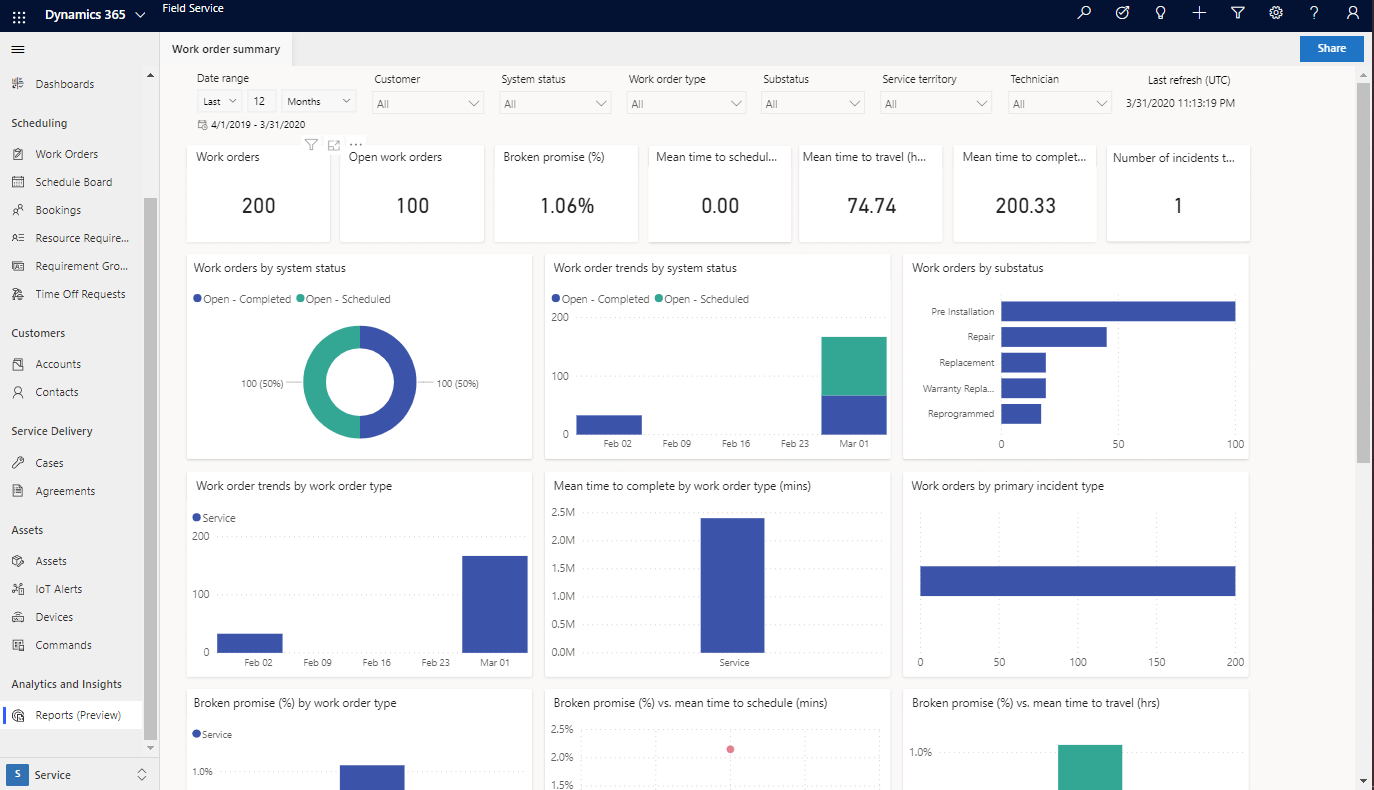 Dynamics 365
Field Service
Work order summary
Share
Dashboards
Scheduling
Work Orders
Schedule Board
Bookings
Resource Require...
Requirement Gro...
Time Off Requests
Customers
Accounts
Contacts
Service Delivery
Cases
Agreements
Assets
Assets
IoT Alerts
Devices
Commands
Analytics and Insights
Reports (Preview)
S Service
Date range
Last 12 Months
4/1/2019 - 3/31/2020
Customer
All
System status
All
Work order type
All
Substatus
All
Service territory
All
Technician
All
Last refresh (UTC)
3/31/2020 11:13:19 PM
Work orders
200
Open work orders
100
Broken promise (%)
1.06%
Mean time to schedul...
0.00
Mean time to travel (h...
74.74
Mean time to complet...
200.33
Number of incidents t...
1
Work orders by system status
Open - Completed Open - Scheduled
100 (50%) 100 (50%)
Work order trends by system status
Open - Completed Open - Scheduled
200
100
0
Feb 02 Feb 09 Feb 16 Feb 23 Mar 01
Work orders by substatus
Pre Installation
Repair
Replacement
Warranty Repla...
Reprogrammed
0 50 100
Work order trends by work order type
Service
200
100
0
Feb 02 Feb 09 Feb 16 Feb 23 Mar 01
Mean time to complete by work order type (mins)
2.5M
2.0M
1.5M
1.0M
0.5M
0.0M
Service
Work orders by primary incident type
0 50 100 150 200
Broken promise (%) by work order type
Service
1.0%
Broken promise (%) vs. mean time to schedule (mins)
2.5%
2.0%
1.5%
Broken promise (%) vs. mean time to travel (hrs)
1.0%